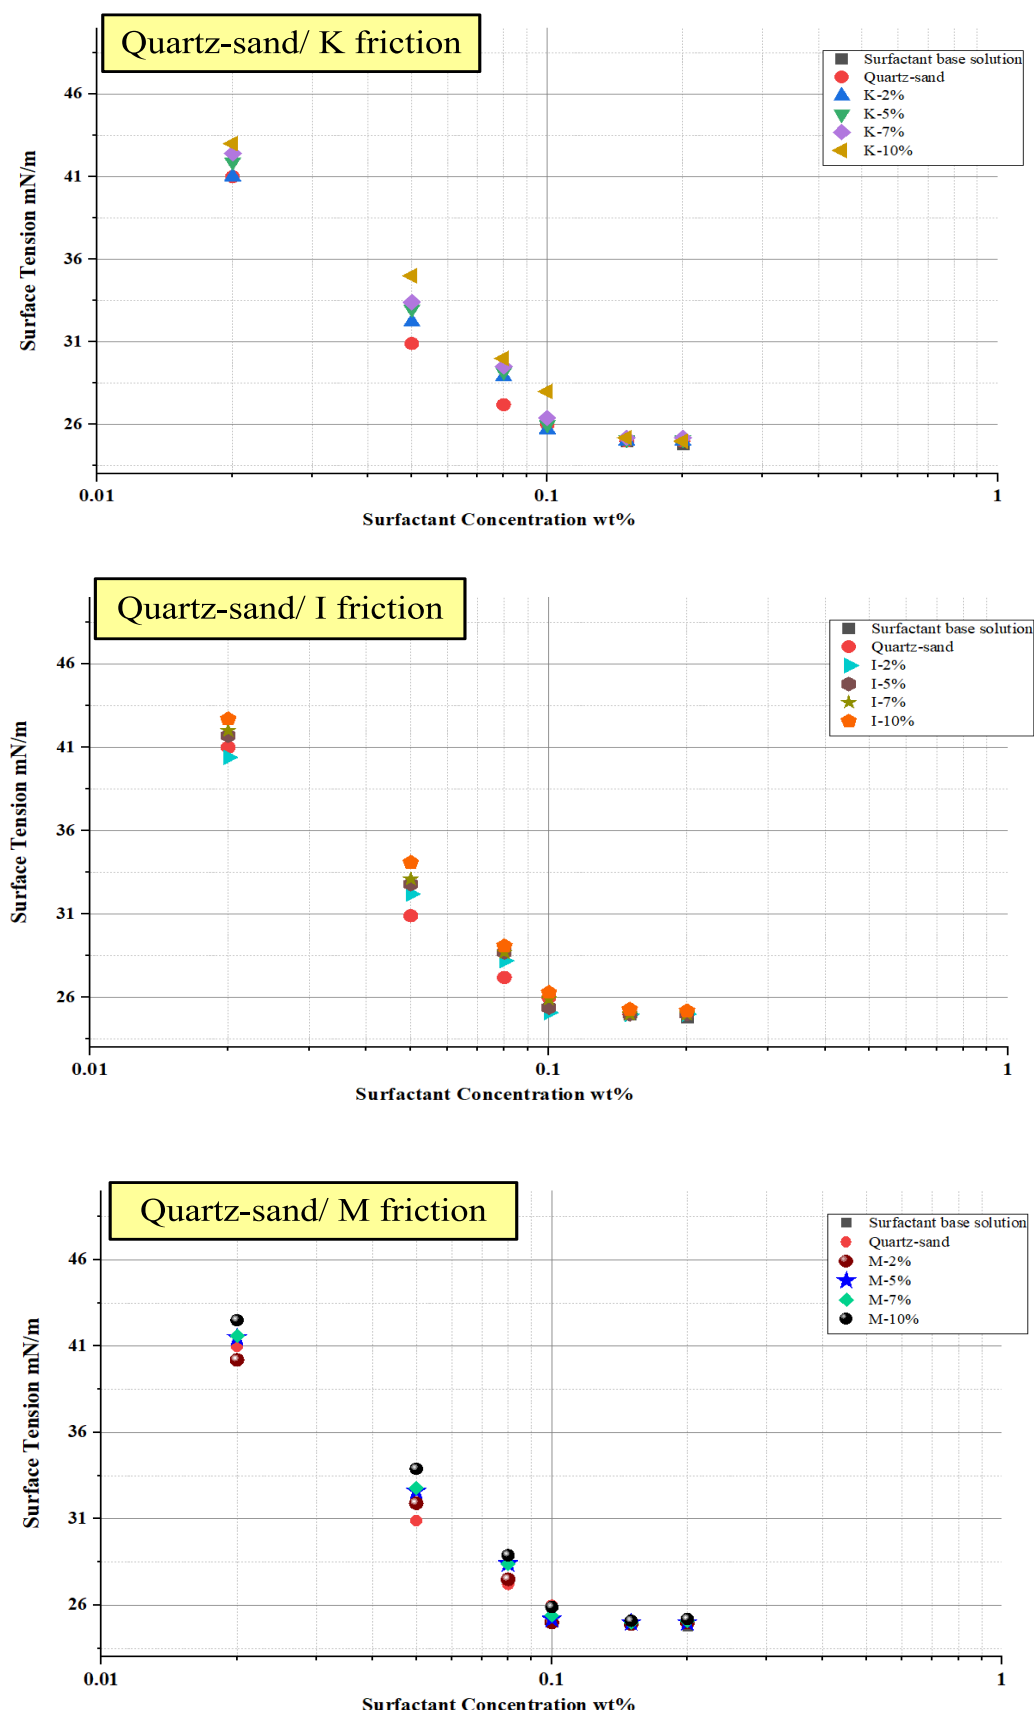 Quartz-sand/ K friction
Surfactant base solution
Quartz-sand
K-2%
K-5%
K-7%
K-10%
46
41
36
31
26
Surface Tension mN/m
0.01
0.1
1
Surfactant Concentration wt%
Quartz-sand/ I friction
Surfactant base solution
Quartz-sand
I-2%
I-5%
I-7%
I-10%
46
41
36
31
26
Surface Tension mN/m
0.01
0.1
1
Surfactant Concentration wt%
Quartz-sand/ M friction
Surfactant base solution
Quartz-sand
M-2%
M-5%
M-7%
M-10%
46
41
36
31
26
Surface Tension mN/m
0.01
0.1
1
Surfactant Concentration wt%